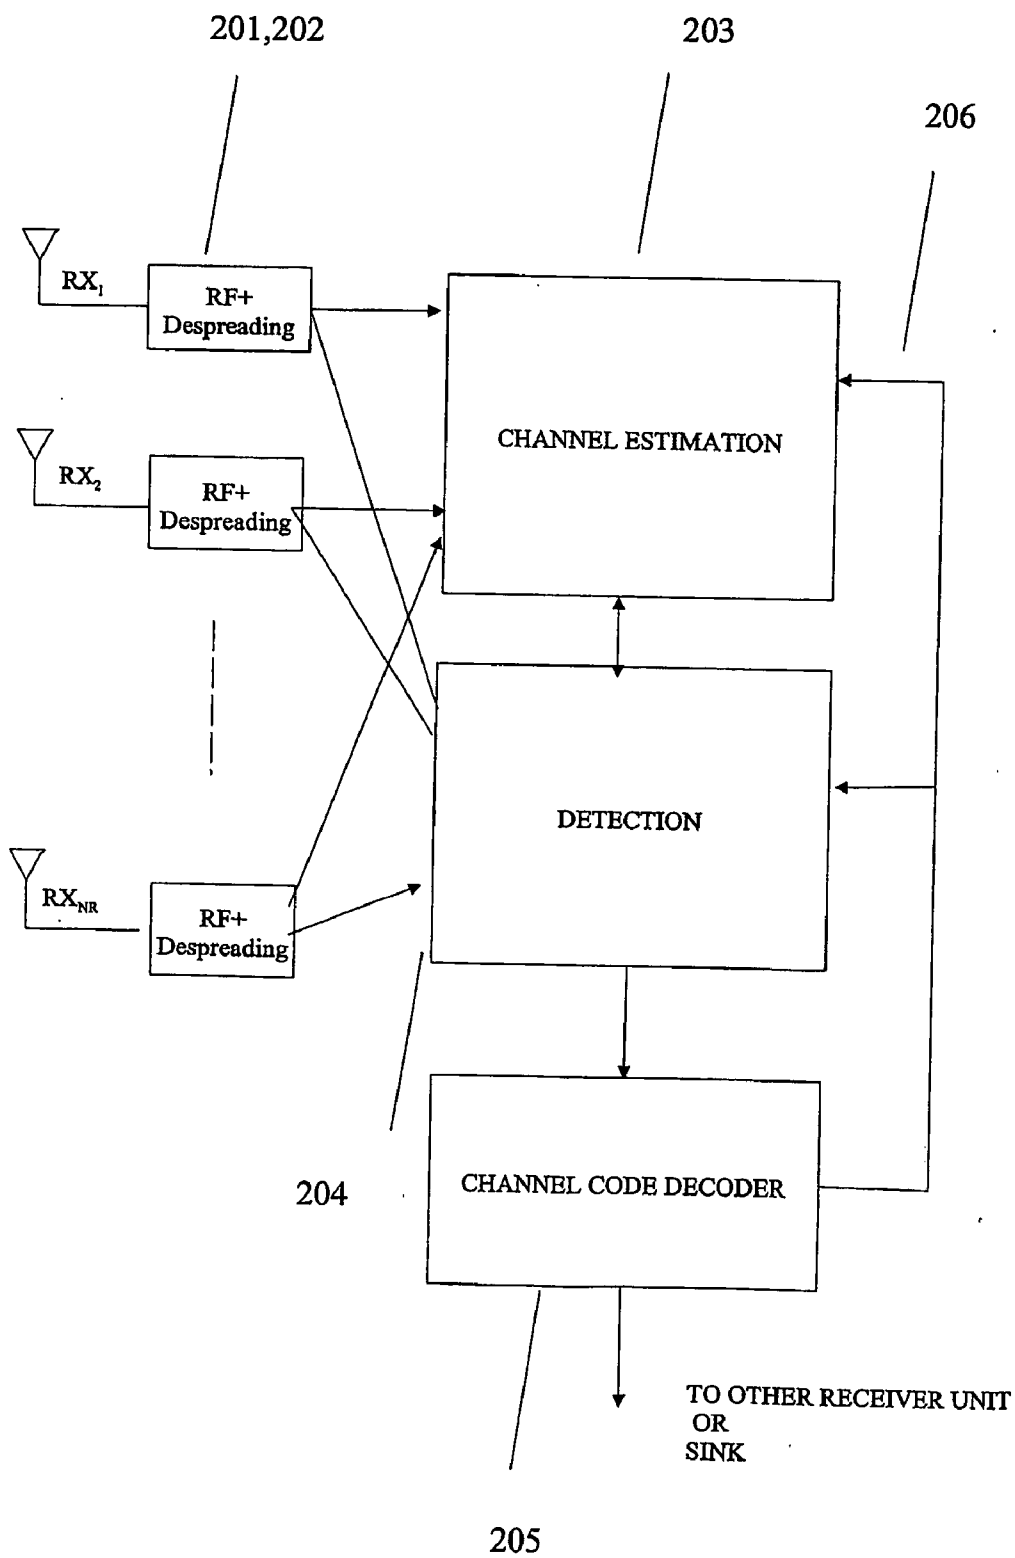 201,202
203
206
RX1
RF+
Despreading
CHANNEL ESTIMATION
RX2
RF+
Despreading
DETECTION
RXNR
RF+
Despreading
204
CHANNEL CODE DECODER
TO OTHER RECEIVER UNIT
OR
SINK
205